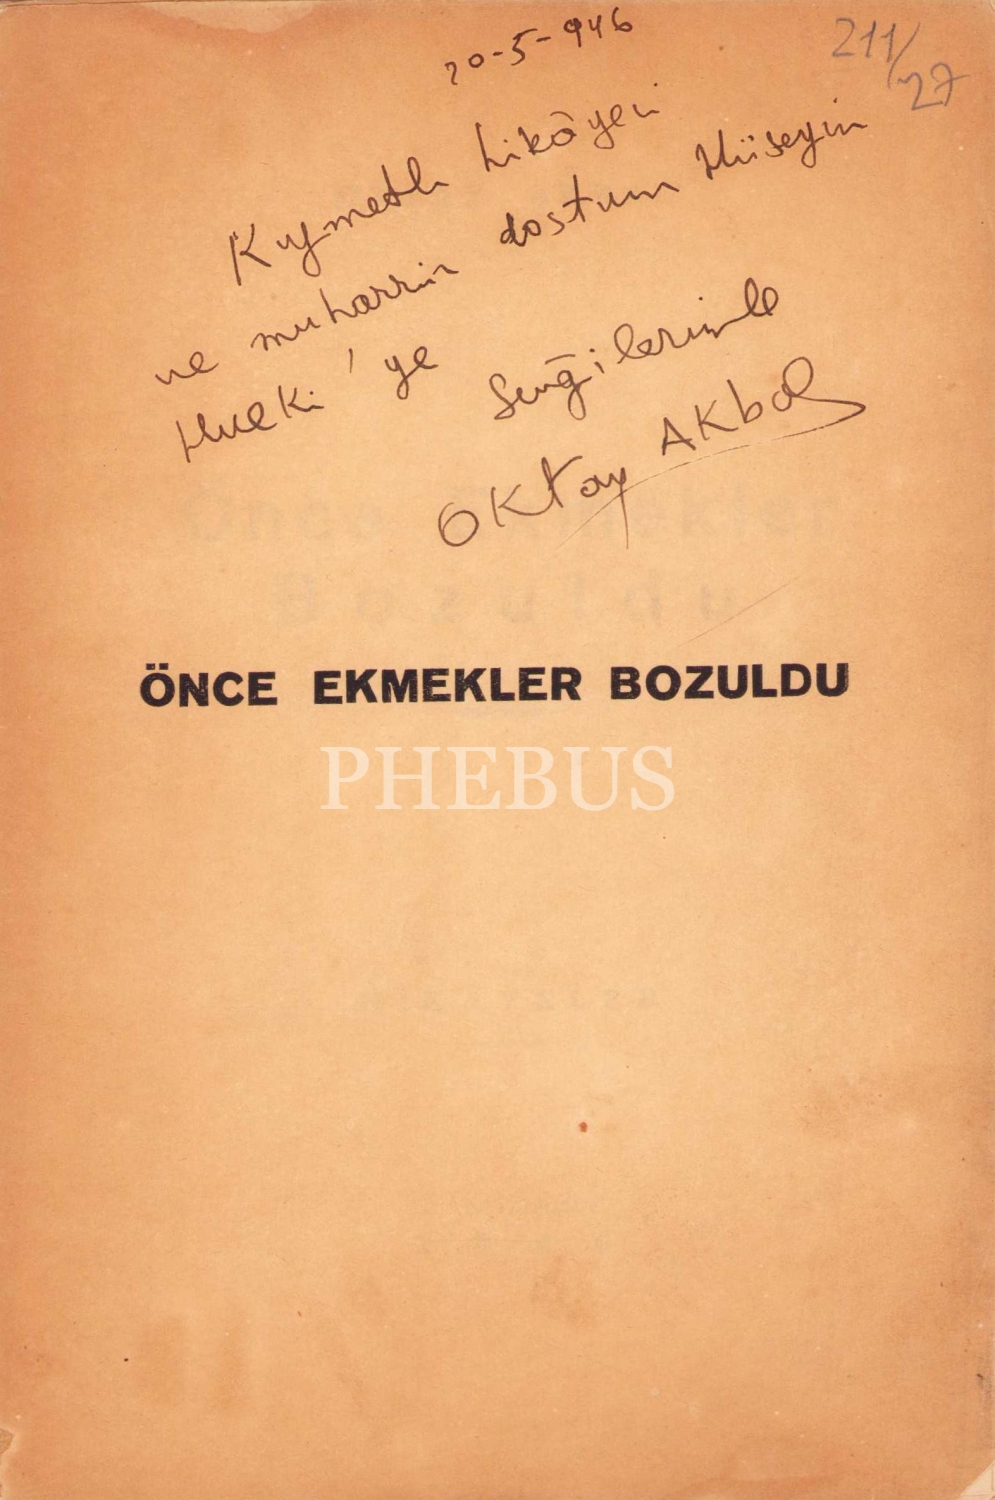 20-5-946
211/27
Kıymetli hikâyeci
ve muharrir dostum Hüseyin
Hulki'ye
Sevgilerimle
Oktay AKbal
ÖNCE EKMEKLER BOZULDU
PHEBUS